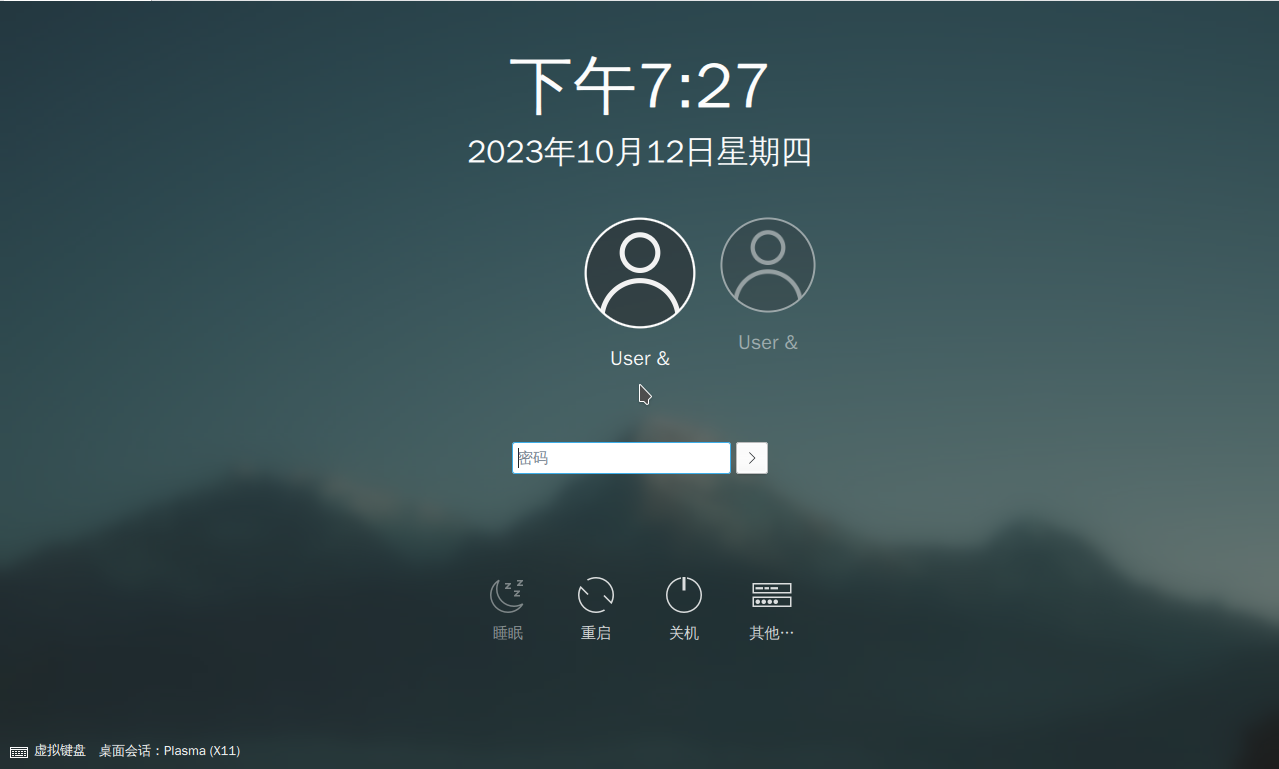 下午7:27
2023年10月12日星期四
User &
User &
密码
睡眠
重启
关机
其他…
虚拟键盘
桌面会话：Plasma (X11)